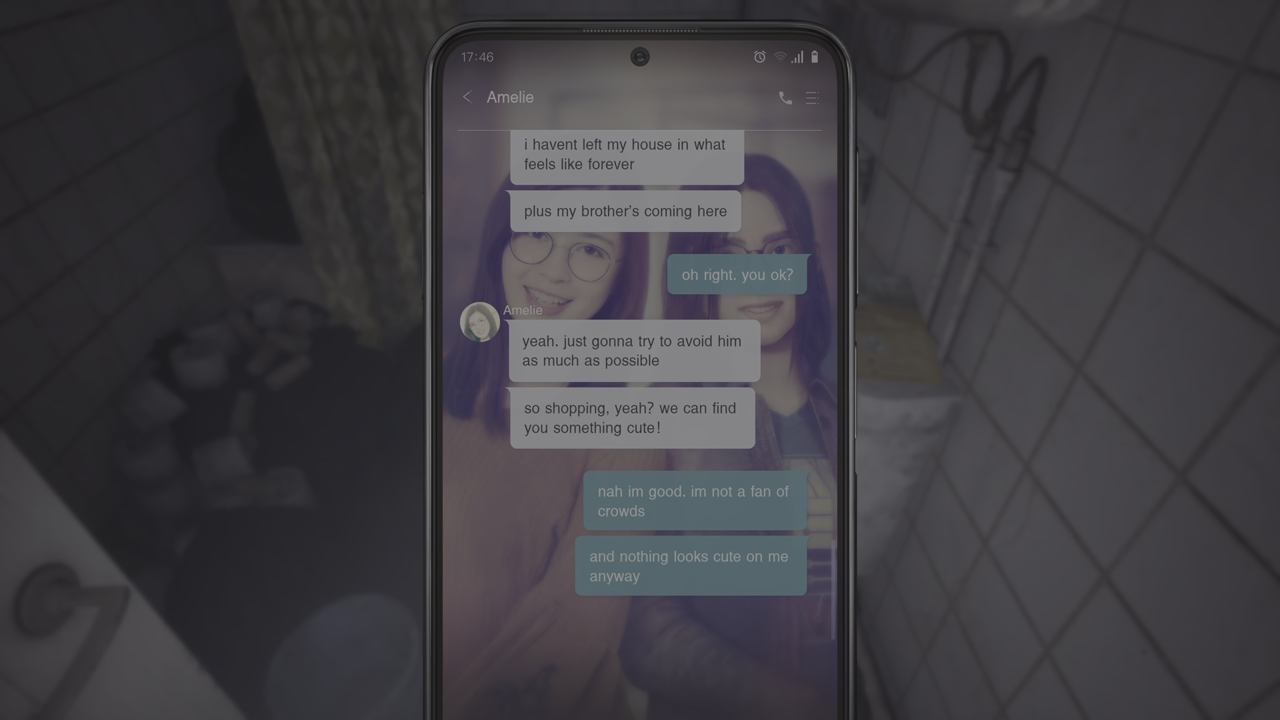 17:46
Amelie
i havent left my house in what
feels like forever
plus my brother's coming here
oh right. you ok?
Amelie
yeah. just gonna try to avoid him
as much as possible
so shopping, yeah? we can find
you something cute!
nah im good. im not a fan of
crowds
and nothing looks cute on me
anyway